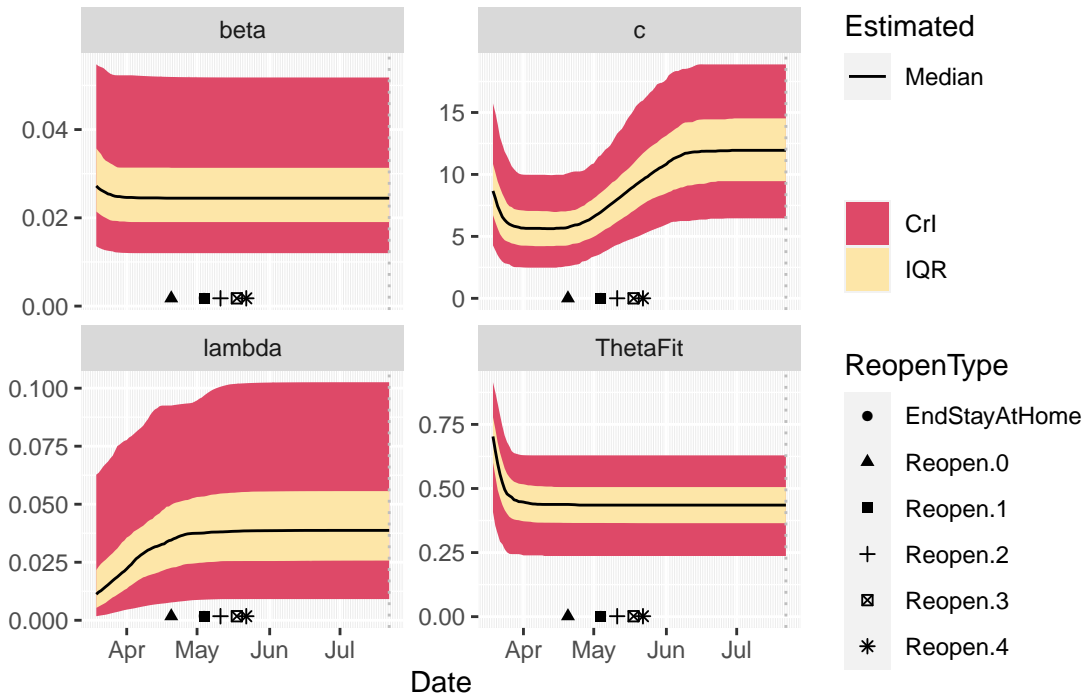 beta
c
0.04
0.02
0.00
15
10
5
0
lambda
ThetaFit
0.100
0.075
0.050
0.025
0.000
0.75
0.50
0.25
0.00
Apr May Jun Jul
Apr May Jun Jul
Date
Estimated
Median
CrI
IQR
ReopenType
EndStayAtHome
Reopen.0
Reopen.1
Reopen.2
Reopen.3
Reopen.4